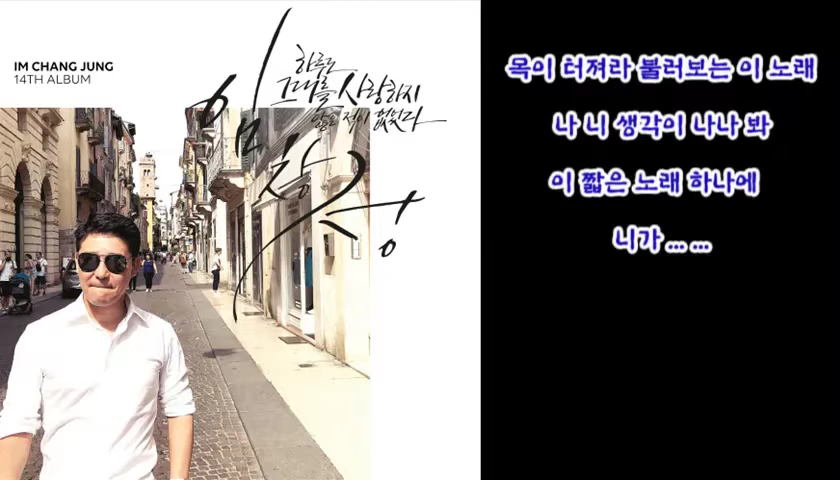 IM CHANG JUNG
14TH ALBUM
하루도
그대를 사랑하지
않은 적이 없었다
임창정
목이 터져라 불러보는 이 노래
나 니 생각이 나나 봐
이 짧은 노래 하나에
니가 ... ...